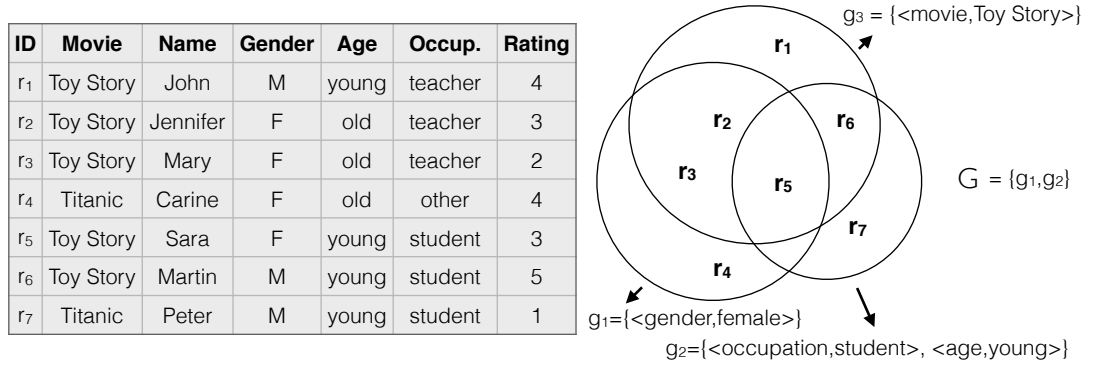 ID Movie Name Gender Age Occup. Rating
r1 Toy Story John M young teacher 4
r2 Toy Story Jennifer F old teacher 3
r3 Toy Story Mary F old teacher 2
r4 Titanic Carine F old other 4
r5 Toy Story Sara F young student 3
r6 Toy Story Martin M young student 5
r7 Titanic Peter M young student 1
g3 = {<movie,Toy Story>}
r1
r2 r6
r3
r5
G = {g1,g2}
r7
r4
g1={<gender,female>}
g2={<occupation,student>, <age,young>}